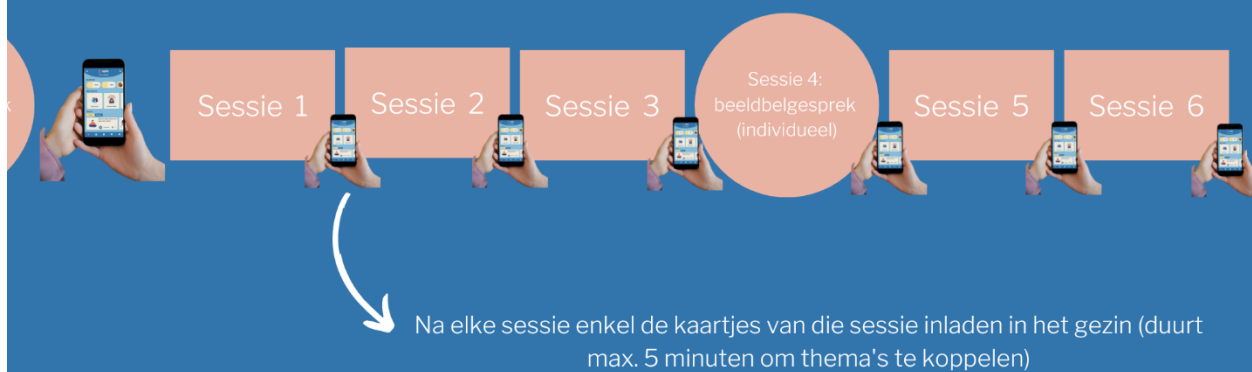 k
Sessie 1
Sessie 2
Sessie 3
Sessie 4:
beeldbelgesprek
(individueel)
Sessie 5
Sessie 6
Na elke sessie enkel de kaartjes van die sessie inladen in het gezin (duurt
max. 5 minuten om thema's te koppelen)